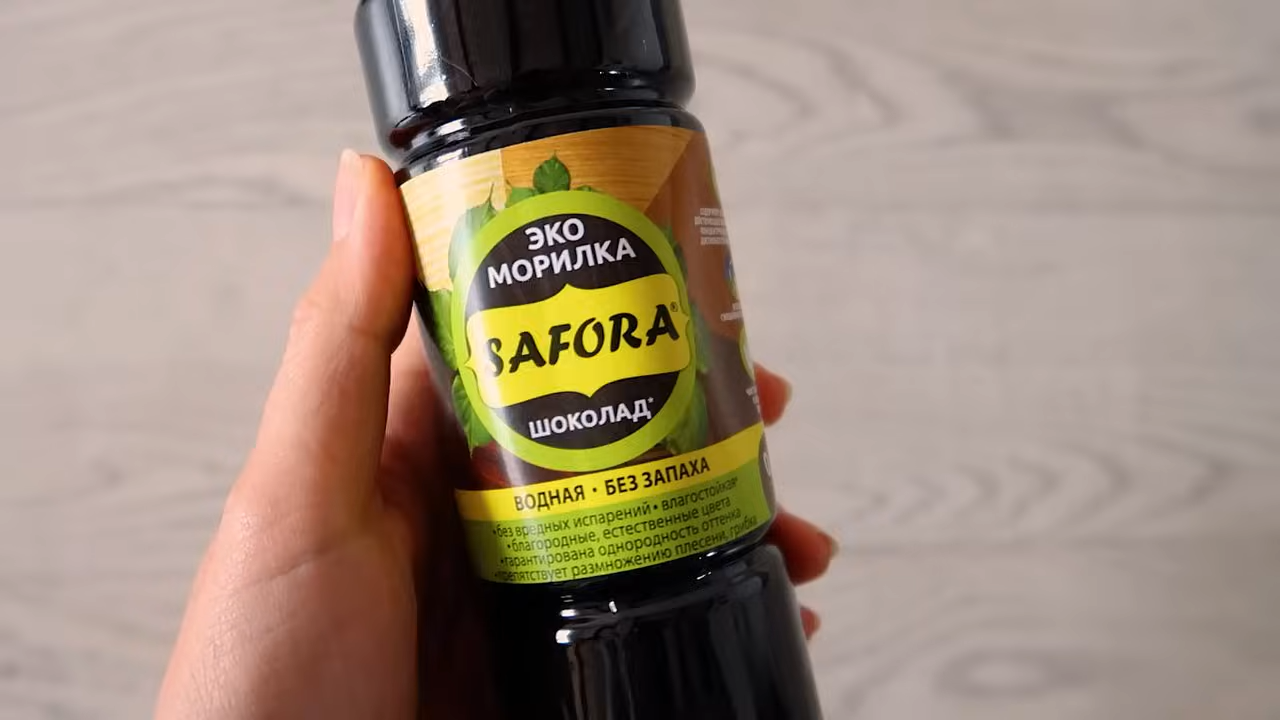 ЭКО
МОРИЛКА
SAFORA®
ШОКОЛАД*
ВОДНАЯ • БЕЗ ЗАПАХА
•без вредных испарений • влагостойкая*
•благородные, естественные цвета
•гарантирована однородность оттенка
•препятствует размножению плесени, грибка